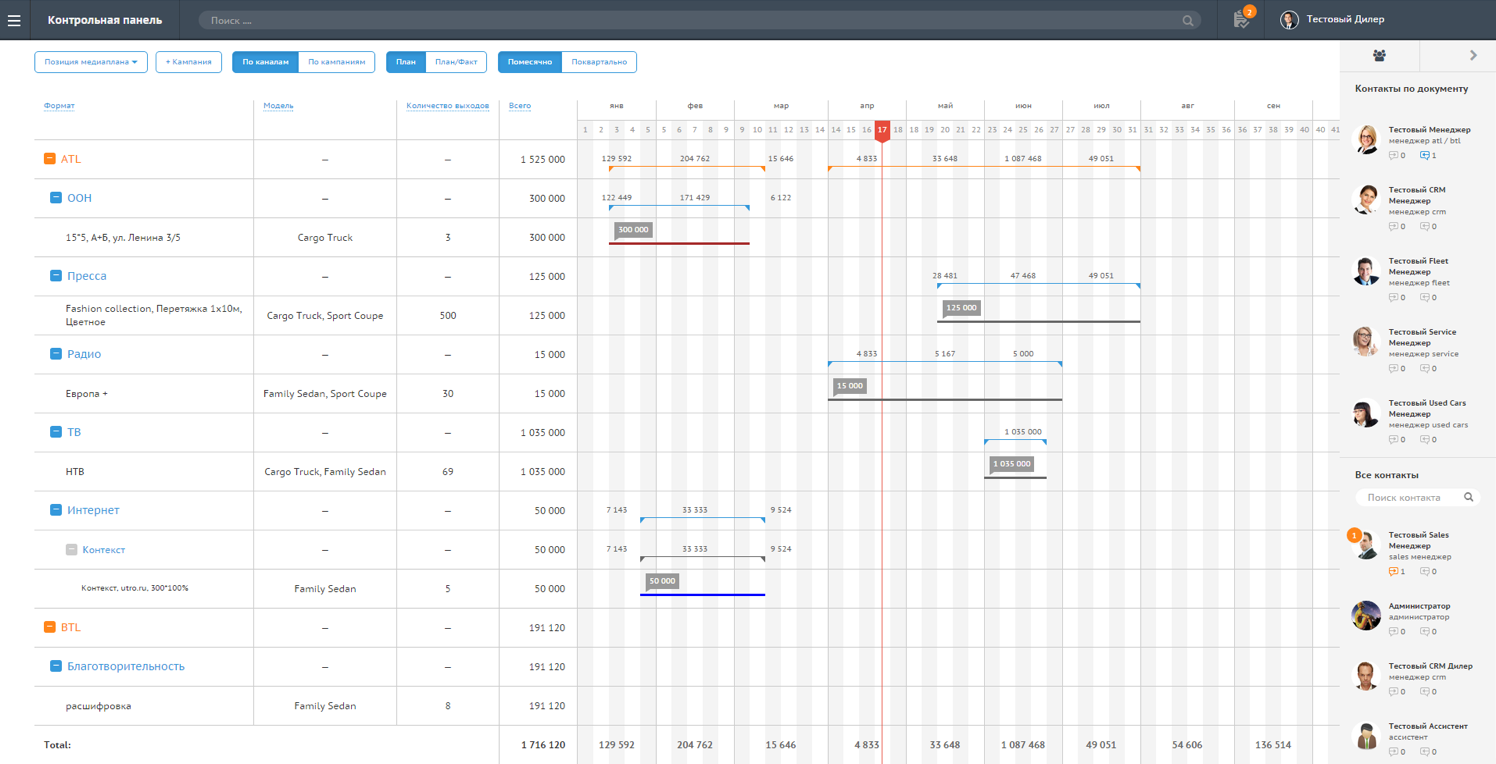 Контрольная панель
Поиск ....
2
Тестовый Дилер
Позиция медиаплана
+ Кампания
По каналам
По кампаниям
План
План/Факт
Помесячно
Поквартально
Формат Модель Количество выходов Всего янв фев мар апр май июн июл авг сен
1 2 3 4 5 5 6 7 8 9 9 10 11 12 13 14 14 15 16 17 18 18 19 20 21 22 23 24 25 26 27 27 28 29 30 31 31 32 33 34 35 35 36 37 38 39 40 40 41
ATL – – 1 525 000 129 592 204 762 15 646 4 833 33 648 1 087 468 49 051
ООН – – 300 000 122 449 171 429 6 122
15*5, А+Б, ул. Ленина 3/5 Cargo Truck 3 300 000 300 000
Пресса – – 125 000 28 481 47 468 49 051
Fashion collection, Перетяжка 1х10м,
Цветное
Cargo Truck, Sport Coupe 500 125 000 125 000
Радио – – 15 000 4 833 5 167 5 000
Европа + Family Sedan, Sport Coupe 30 15 000 15 000
ТВ – – 1 035 000 1 035 000
НТВ Cargo Truck, Family Sedan 69 1 035 000 1 035 000
Интернет – – 50 000 7 143 33 333 9 524
Контекст – – 50 000 7 143 33 333 9 524
Контекст, utro.ru, 300*100% Family Sedan 5 50 000 50 000
BTL – – 191 120
Благотворительность – – 191 120
расшифровка Family Sedan 8 191 120
Total: 1 716 120 129 592 204 762 15 646 4 833 33 648 1 087 468 49 051 54 606 136 514
Контакты по документу
Тестовый Менеджер
менеджер atl / btl
0 1
Тестовый CRM
Менеджер
менеджер crm
0 0
Тестовый Fleet
Менеджер
менеджер fleet
0 0
Тестовый Service
Менеджер
менеджер service
0 0
Тестовый Used Cars
Менеджер
менеджер used cars
0 0
Все контакты
Поиск контакта
1
Тестовый Sales
Менеджер
sales менеджер
1 0
Администратор
администратор
0 0
Тестовый CRM Дилер
менеджер crm
0 0
Тестовый Ассистент
ассистент
0 0